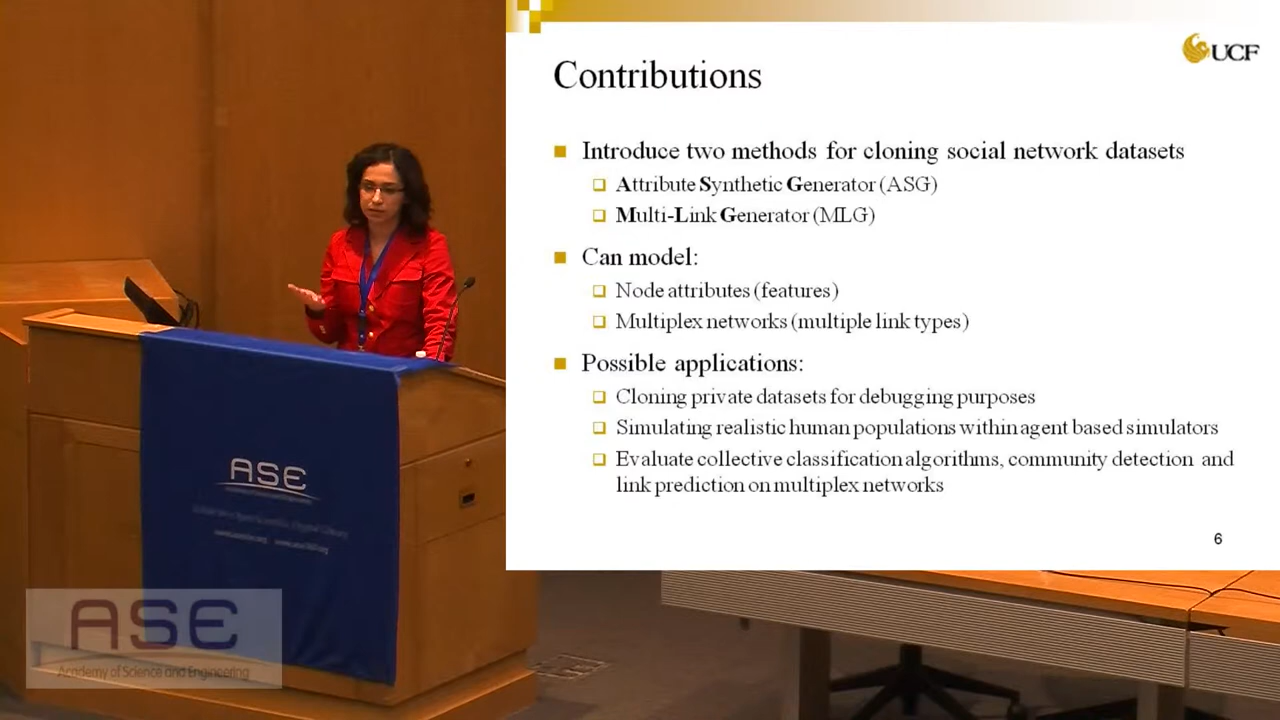 UCF
Contributions
Introduce two methods for cloning social network datasets
Attribute Synthetic Generator (ASG)
Multi-Link Generator (MLG)
Can model:
Node attributes (features)
Multiplex networks (multiple link types)
Possible applications:
Cloning private datasets for debugging purposes
Simulating realistic human populations within agent based simulators
Evaluate collective classification algorithms, community detection and
link prediction on multiplex networks
6
ASE
ASE
Academy of Science and Engineering